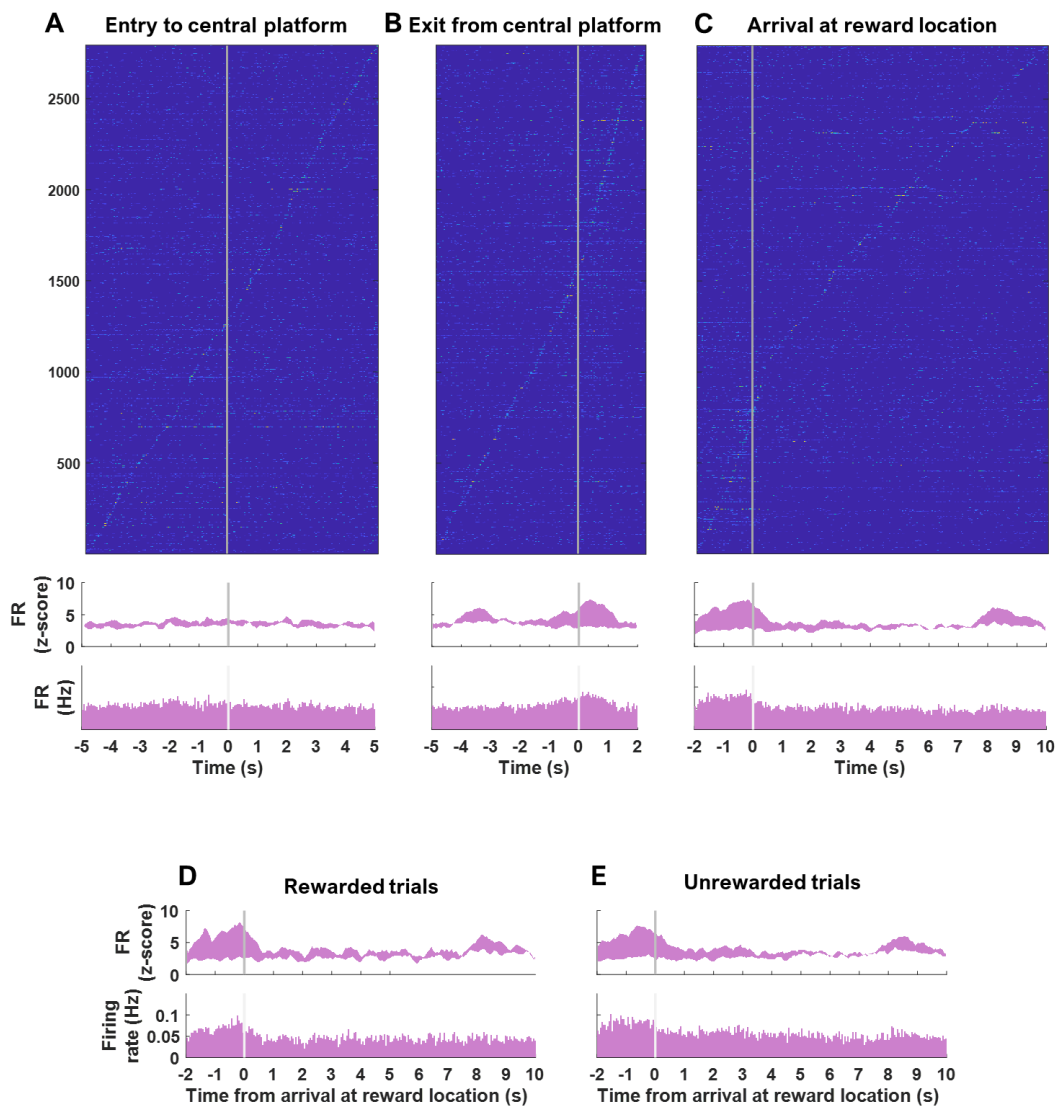 A Entry to central platform
B Exit from central platform
C Arrival at reward location
2500
2000
1500
1000
500
FR
(z-score)
10
5
0
FR
(Hz)
-5 -4 -3 -2 -1 0 1 2 3 4 5
Time (s)
-5 -4 -3 -2 -1 0 1 2
Time (s)
-2 -1 0 1 2 3 4 5 6 7 8 9 10
Time (s)
D Rewarded trials
FR
(z-score)
10
5
0
Firing
rate (Hz)
0.1
0.05
0
-2 -1 0 1 2 3 4 5 6 7 8 9 10
Time from arrival at reward location (s)
E Unrewarded trials
-2 -1 0 1 2 3 4 5 6 7 8 9 10
Time from arrival at reward location (s)